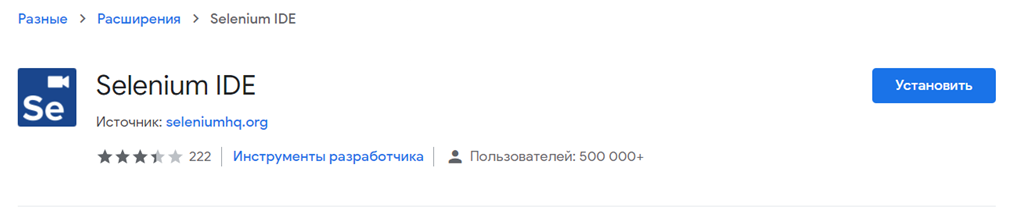 Разные > Расширения > Selenium IDE
Se
Selenium IDE
Установить
Источник: seleniumhq.org
222 Инструменты разработчика Пользователей: 500 000+